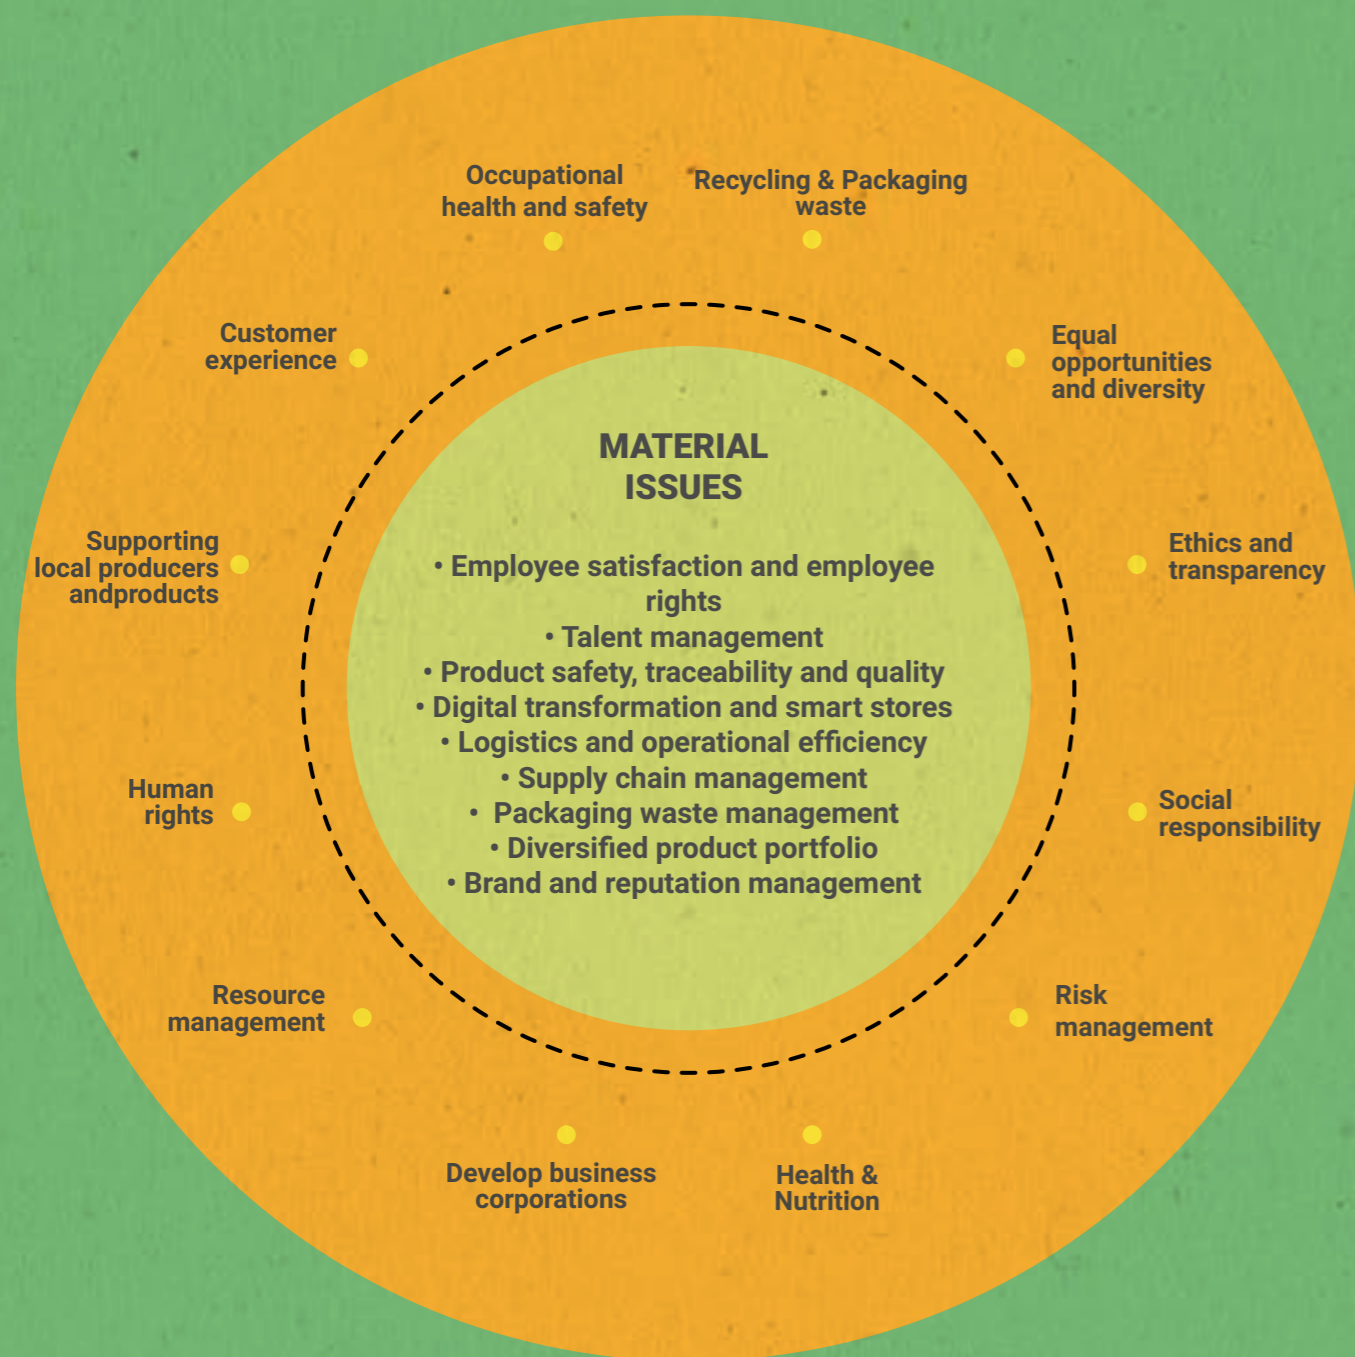 Occupational
health and safety
Recycling & Packaging
waste
Customer
experience
Equal
opportunities
and diversity
MATERIAL
ISSUES
• Employee satisfaction and employee
rights
• Talent management
• Product safety, traceability and quality
• Digital transformation and smart stores
• Logistics and operational efficiency
• Supply chain management
• Packaging waste management
• Diversified product portfolio
• Brand and reputation management
Supporting
local producers
andproducts
Ethics and
transparency
Human
rights
Social
responsibility
Resource
management
Risk
management
Develop business
corporations
Health &
Nutrition